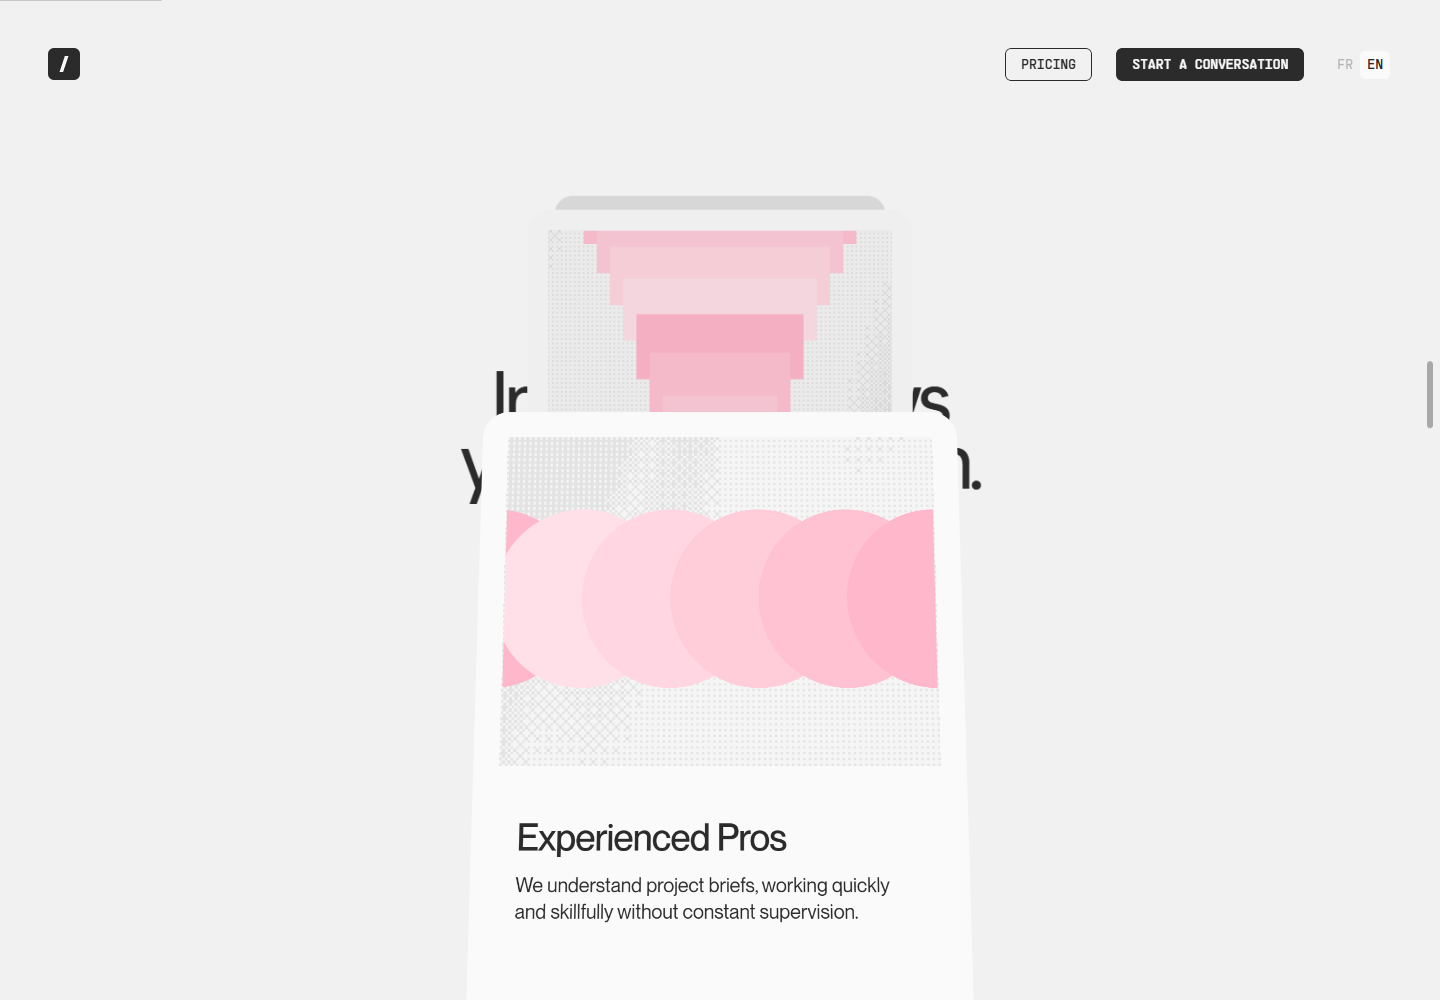 /
PRICING
START A CONVERSATION
FR
EN
Experienced Pros
We understand project briefs, working quickly
and skillfully without constant supervision.